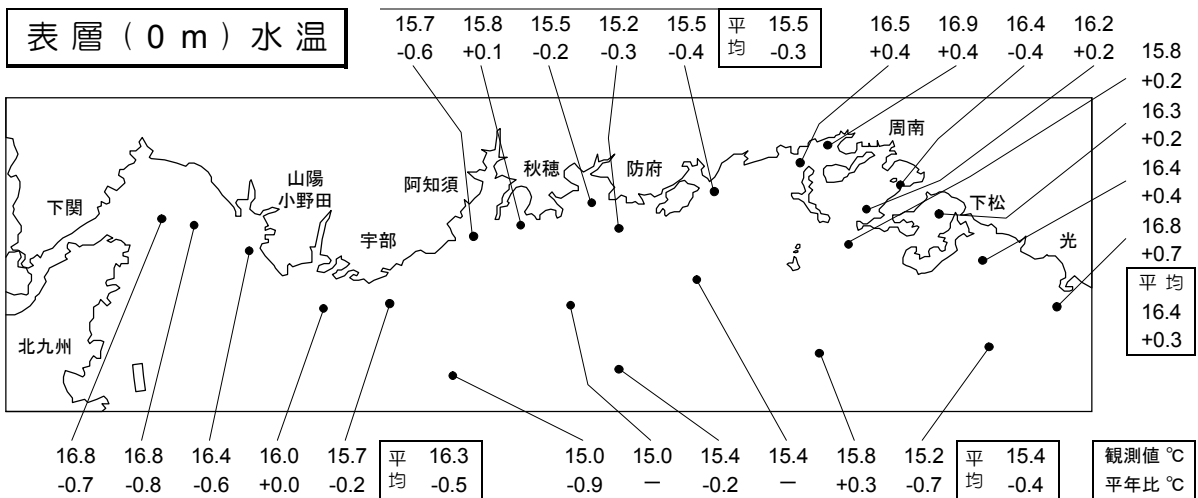 表層(0m)水温
15.7 15.8 15.5 15.2 15.5 平均 15.5
-0.6 +0.1 -0.2 -0.3 -0.4 -0.3
16.5 16.9 16.4 16.2
+0.4 +0.4 -0.4 +0.2
15.8
+0.2
16.3
+0.2
16.4
+0.4
16.8
+0.7
平均
16.4
+0.3
周南
秋穂
防府
山陽
小野田
阿知須
下関
下松
宇部
光
北九州
16.8 16.8 16.4 16.0 15.7 平均 16.3
-0.7 -0.8 -0.6 +0.0 -0.2 -0.5
15.0 15.0 15.4 15.4 15.8 15.2 平均 15.4
-0.9 － -0.2 － +0.3 -0.7 -0.4
観測値 ℃
平年比 ℃